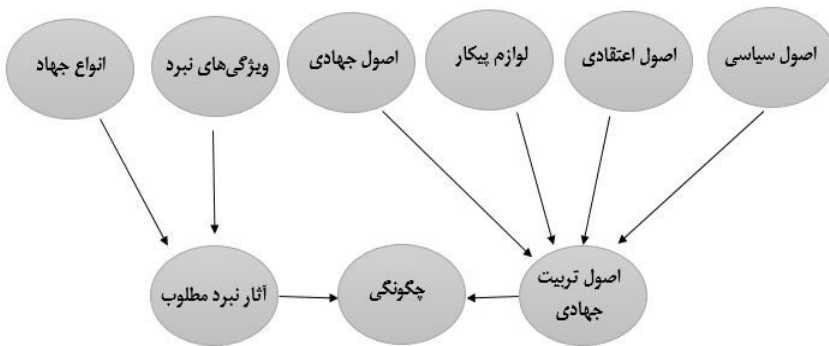 اصول سیاسی
اصول اعتقادی
لوازم پیکار
اصول جهادی
ویژگی‌های نبرد
انواع جهاد
اصول تربیت
جهادی
چگونگی
آثار نبرد مطلوب